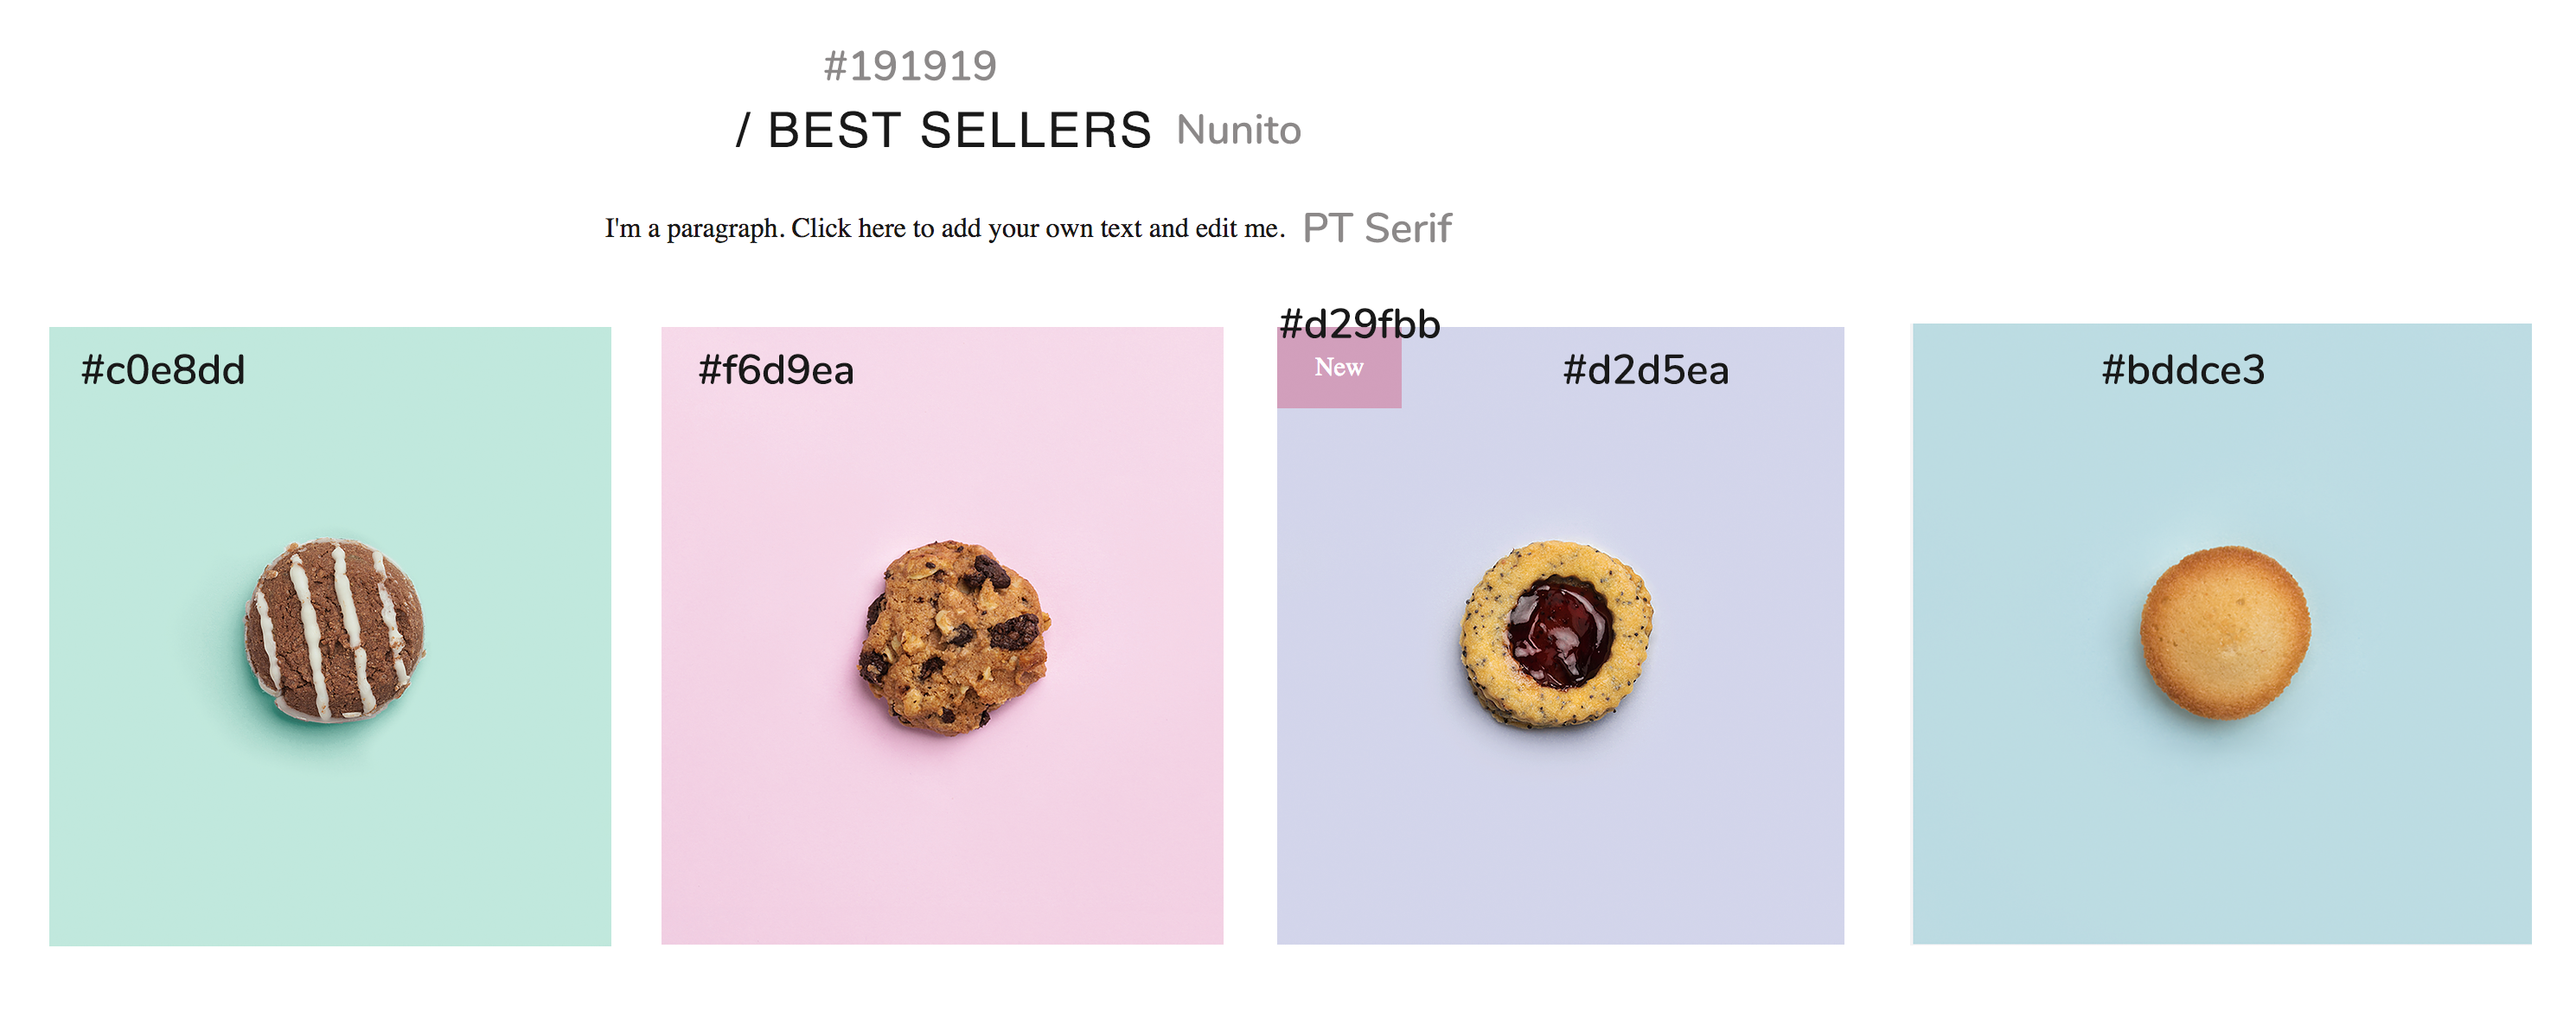 #191919
/ BEST SELLERS Nunito
I'm a paragraph. Click here to add your own text and edit me. PT Serif
#c0e8dd
#f6d9ea
#d29fbb
New
#d2d5ea
#bddce3